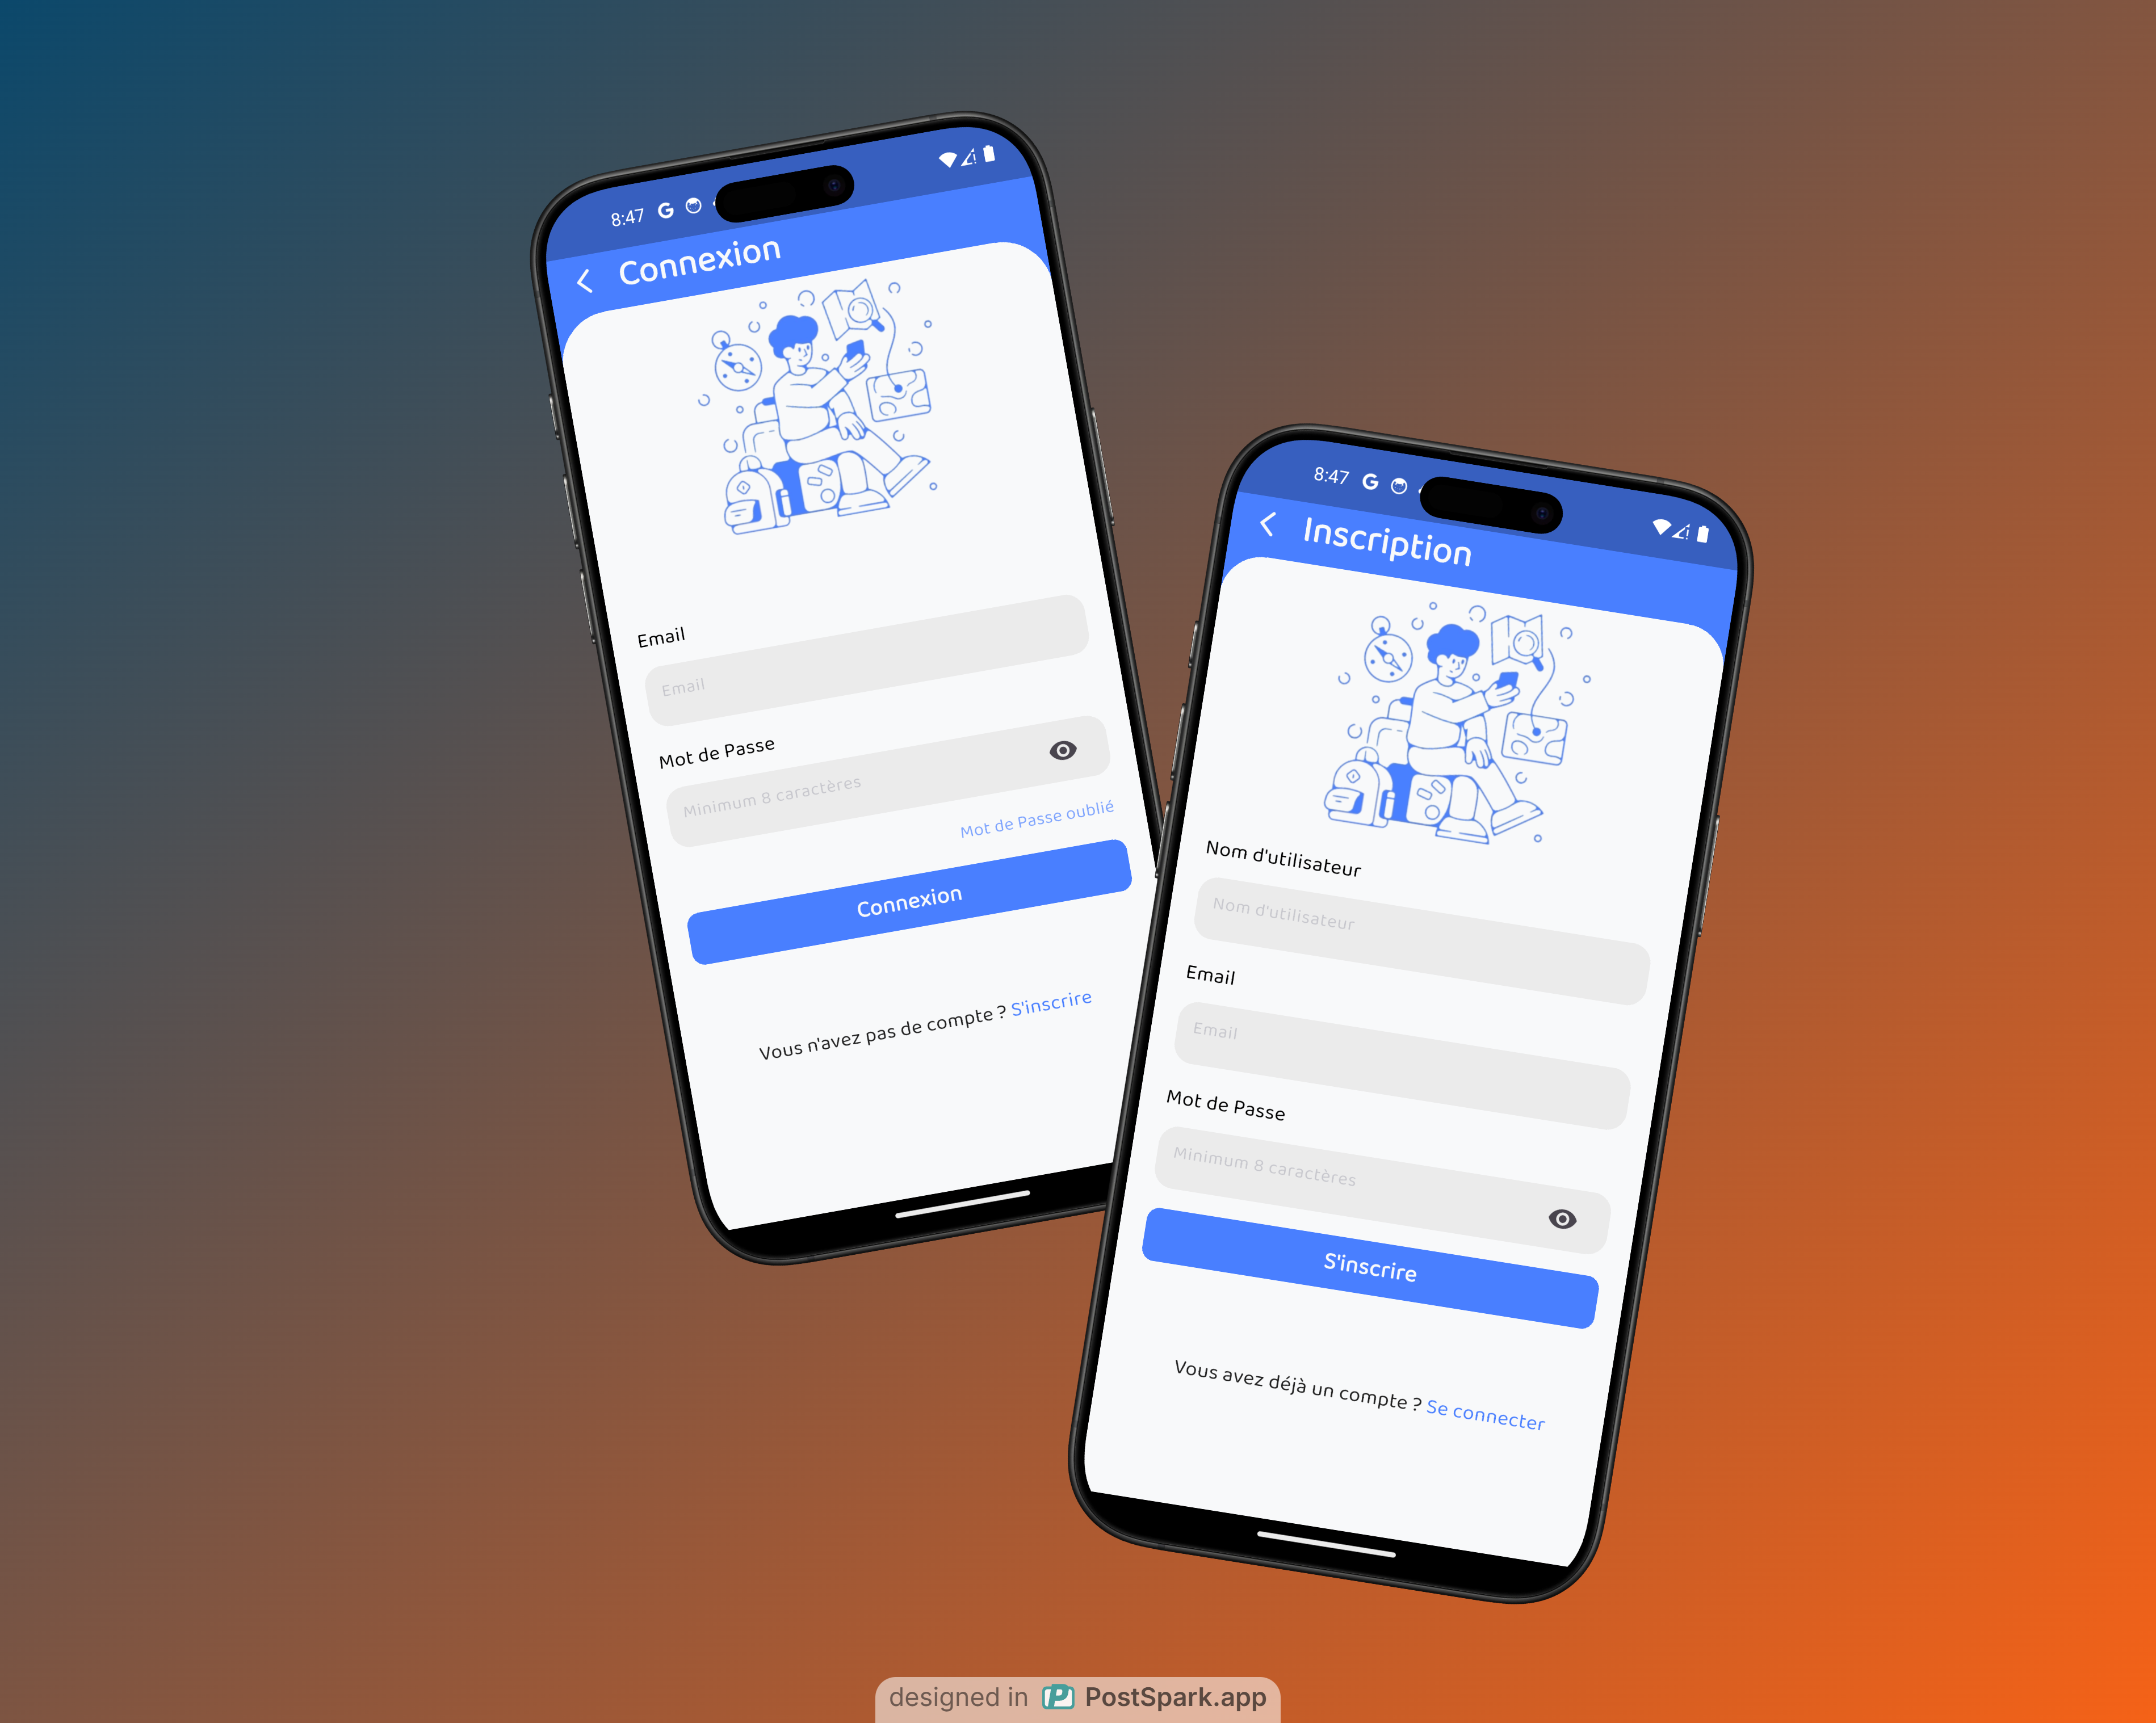 8:47 G
Connexion
Email
Email
Mot de Passe
Minimum 8 caractères
Mot de Passe oublié
Connexion
Vous n'avez pas de compte ? S'inscrire
8:47 G
Inscription
Nom d'utilisateur
Nom d'utilisateur
Email
Email
Mot de Passe
Minimum 8 caractères
S'inscrire
Vous avez déjà un compte ? Se connecter
designed in P PostSpark.app